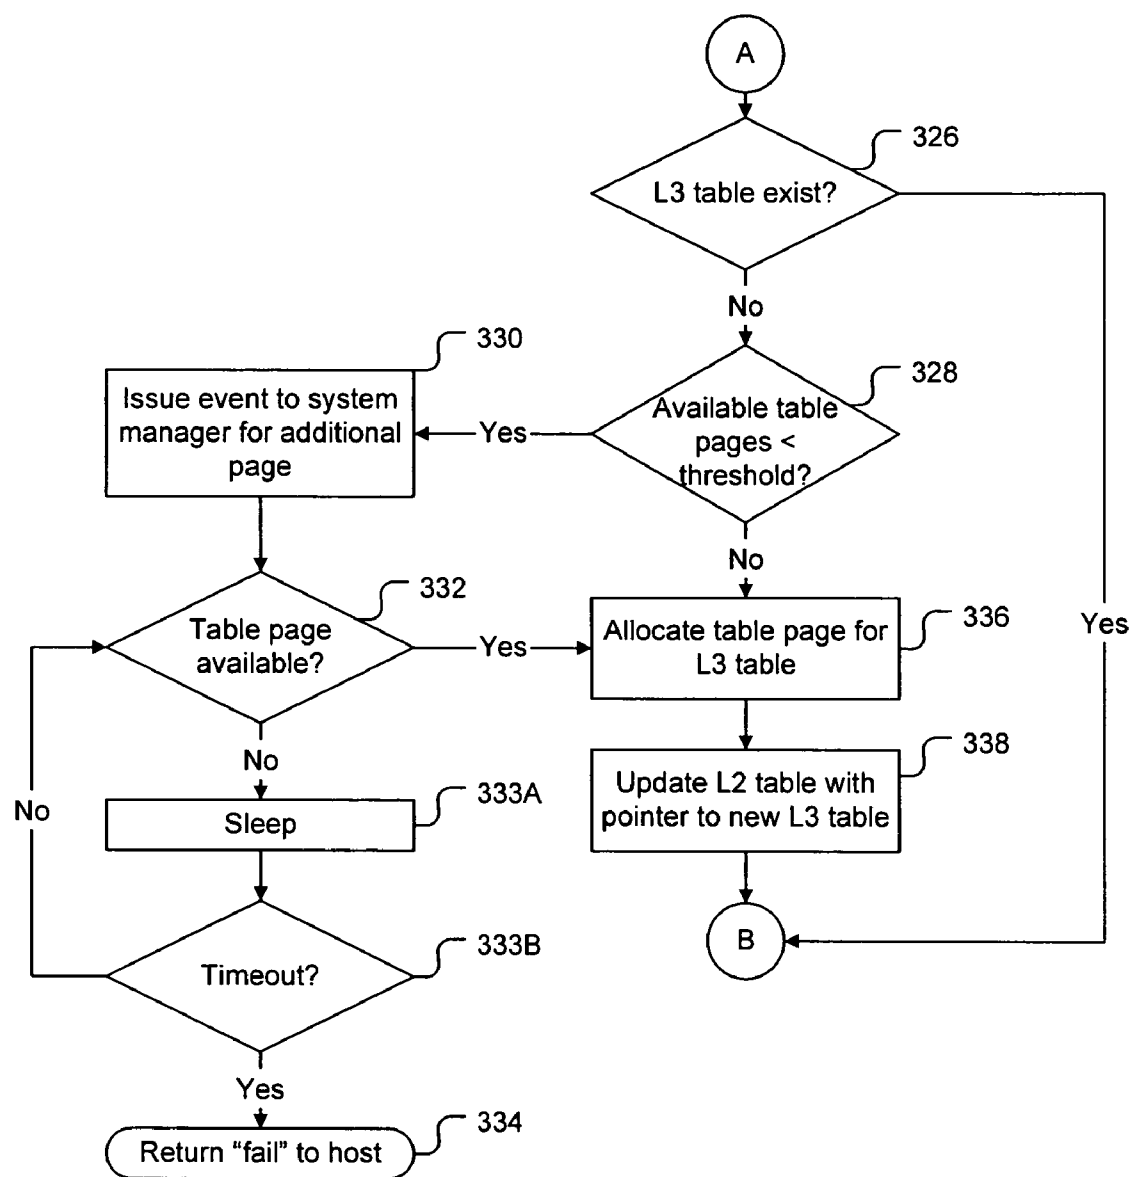 A
326
L3 table exist?
No
330
328
Issue event to system
manager for additional
page
Yes
Available table
pages <
threshold?
No
332
Table page
available?
Yes
336
Allocate table page for
L3 table
Yes
No
338
Update L2 table with
pointer to new L3 table
No
333A
Sleep
B
333B
Timeout?
Yes
334
Return “fail” to host